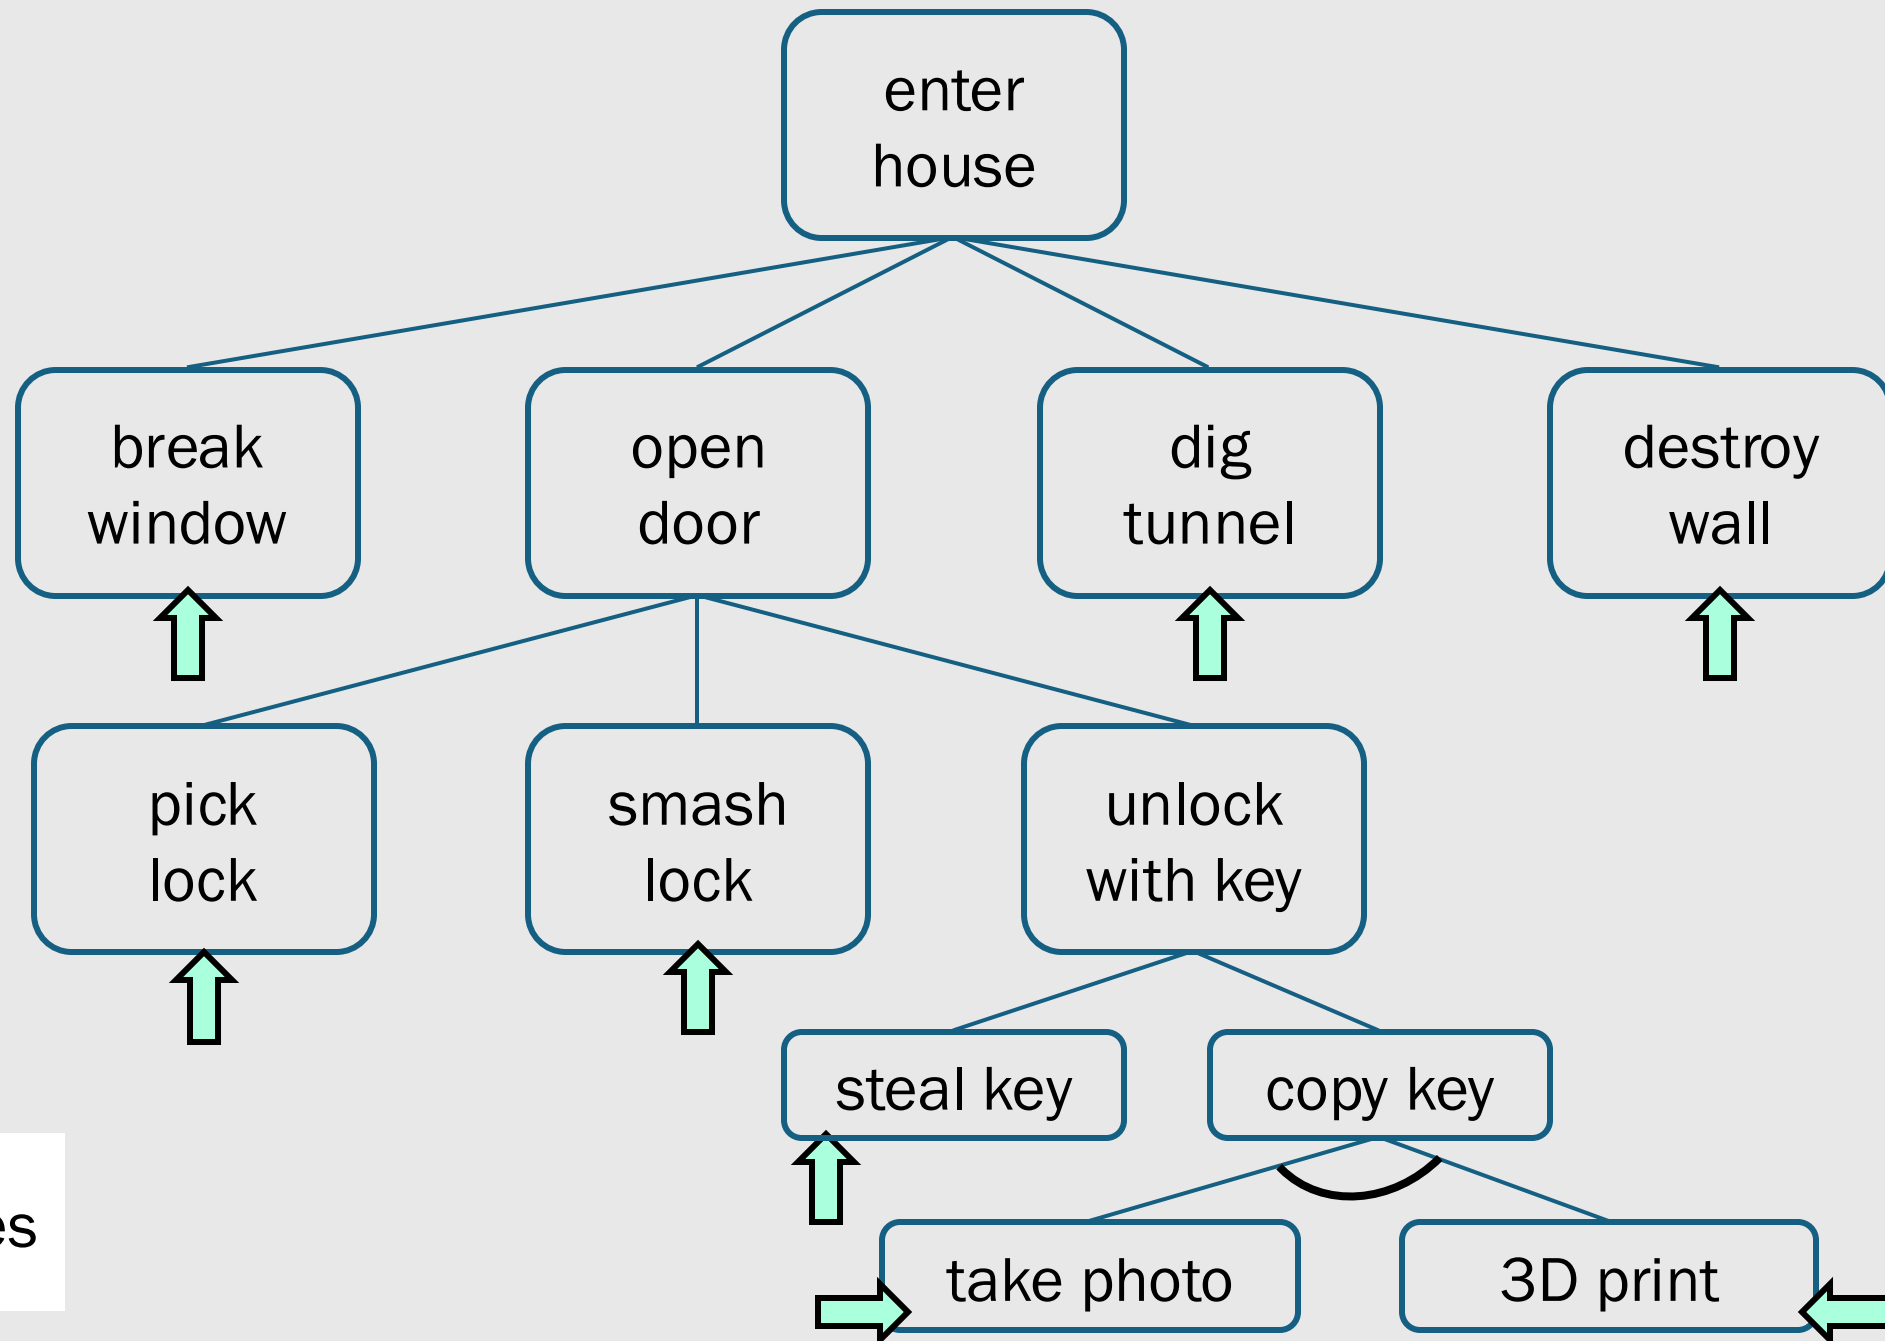 enter
house
break
window
open
door
dig
tunnel
destroy
wall
pick
lock
smash
lock
unlock
with key
steal key
copy key
take photo
3D print